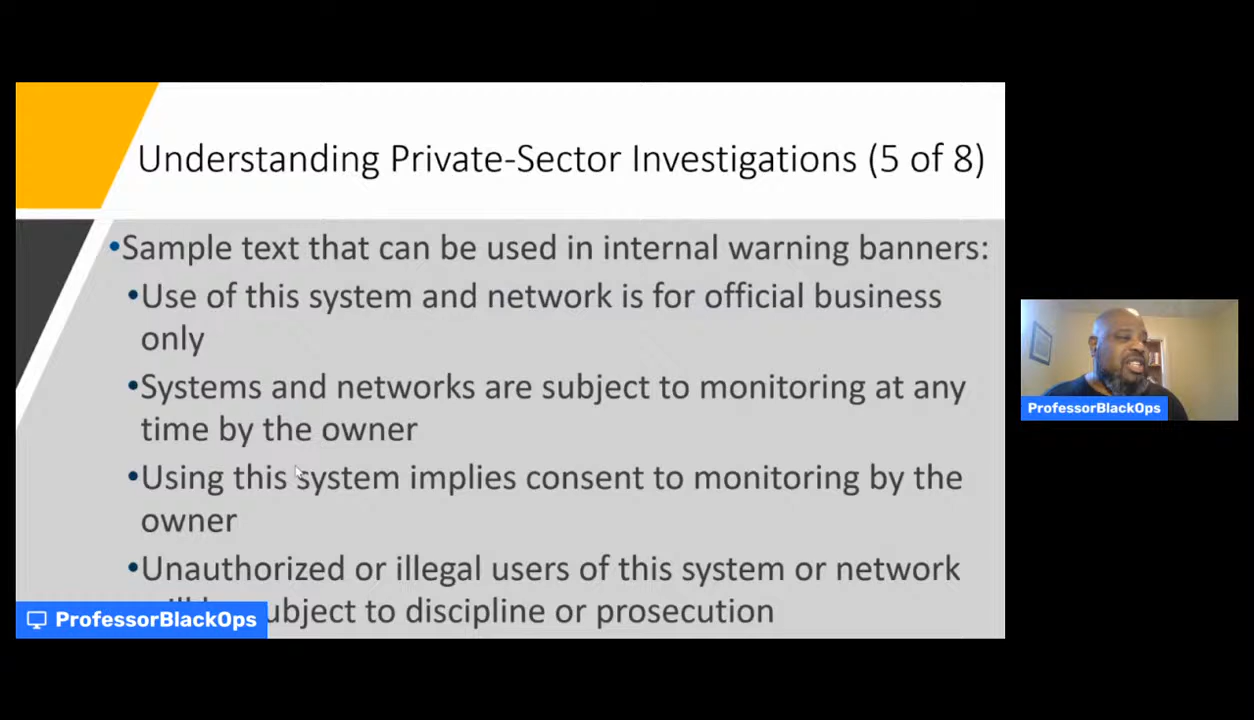 Understanding Private-Sector Investigations (5 of 8)
•Sample text that can be used in internal warning banners:
•Use of this system and network is for official business
only
•Systems and networks are subject to monitoring at any
time by the owner
•Using this system implies consent to monitoring by the
owner
•Unauthorized or illegal users of this system or network
subject to discipline or prosecution
ProfessorBlackOps
ProfessorBlackOps